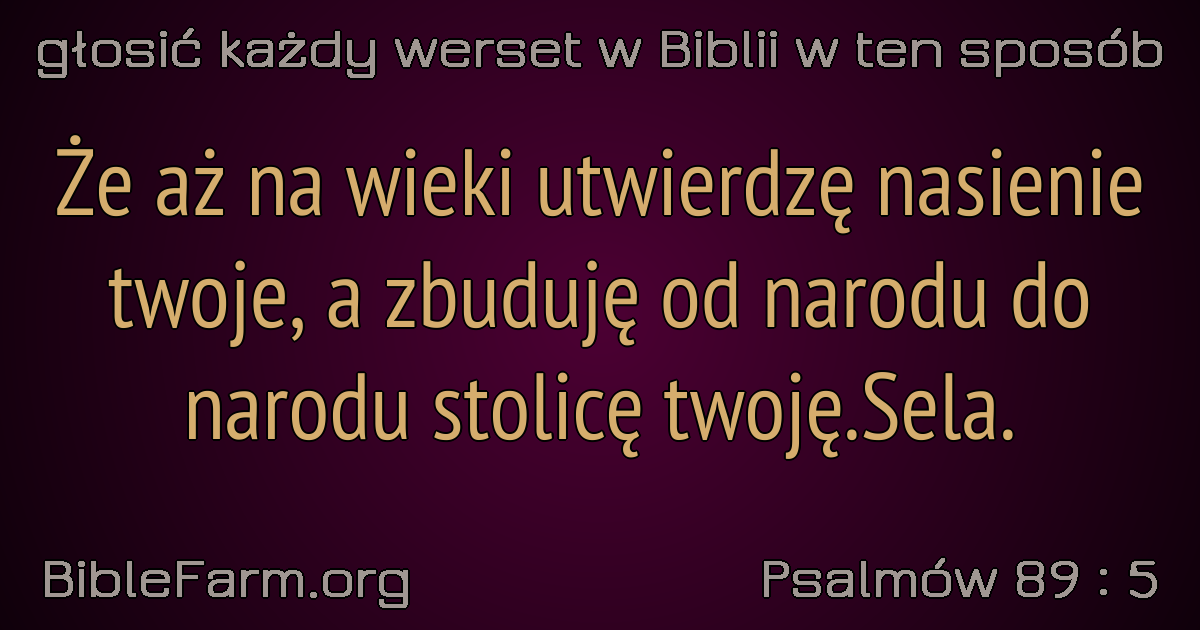 głosić każdy werset w Biblii w ten sposób
Że aż na wieki utwierdzę nasienie
twoje, a zbuduję od narodu do
narodu stolicę twoję.Sela.
BibleFarm.org
Psalmów 89 : 5